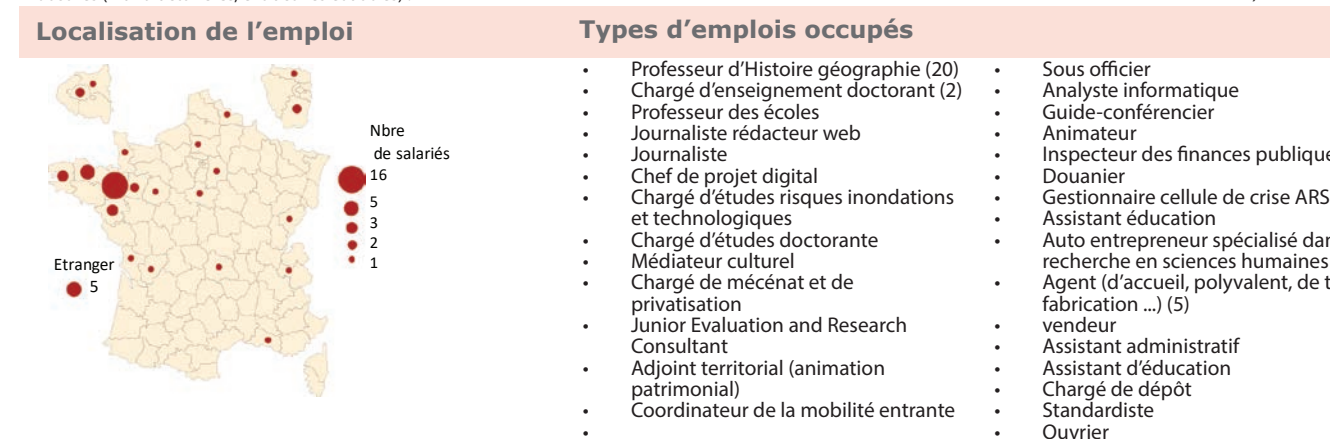 Localisation de l’emploi
Nbre
de salariés
16
5
3
2
1
Etranger
5
Types d’emplois occupés
• Professeur d’Histoire géographie (20)
• Chargé d’enseignement doctorant (2)
• Professeur des écoles
• Journaliste rédacteur web
• Journaliste
• Chef de projet digital
• Chargé d’études risques inondations
et technologiques
• Chargé d’études doctorante
• Médiateur culturel
• Chargé de mécénat et de
privatisation
• Junior Evaluation and Research
Consultant
• Adjoint territorial (animation
patrimonial)
• Coordinateur de la mobilité entrante
•
• Sous officier
• Analyste informatique
• Guide-conférencier
• Animateur
• Inspecteur des finances publique
• Douanier
• Gestionnaire cellule de crise ARS
• Assistant éducation
• Auto entrepreneur spécialisé dan
recherche en sciences humaines
• Agent (d’accueil, polyvalent, de t
fabrication ...) (5)
• vendeur
• Assistant administratif
• Assistant d’éducation
• Chargé de dépôt
• Standardiste
• Ouvrier